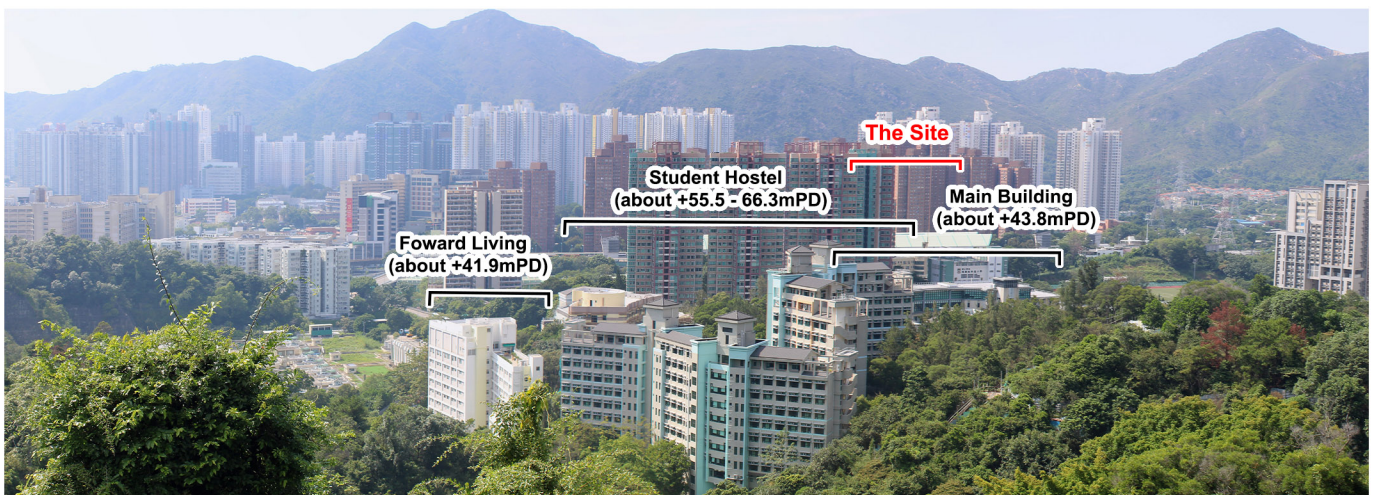 The Site
Student Hostel
(about +55.5 - 66.3mPD)
Main Building
(about +43.8mPD)
Foward Living
(about +41.9mPD)